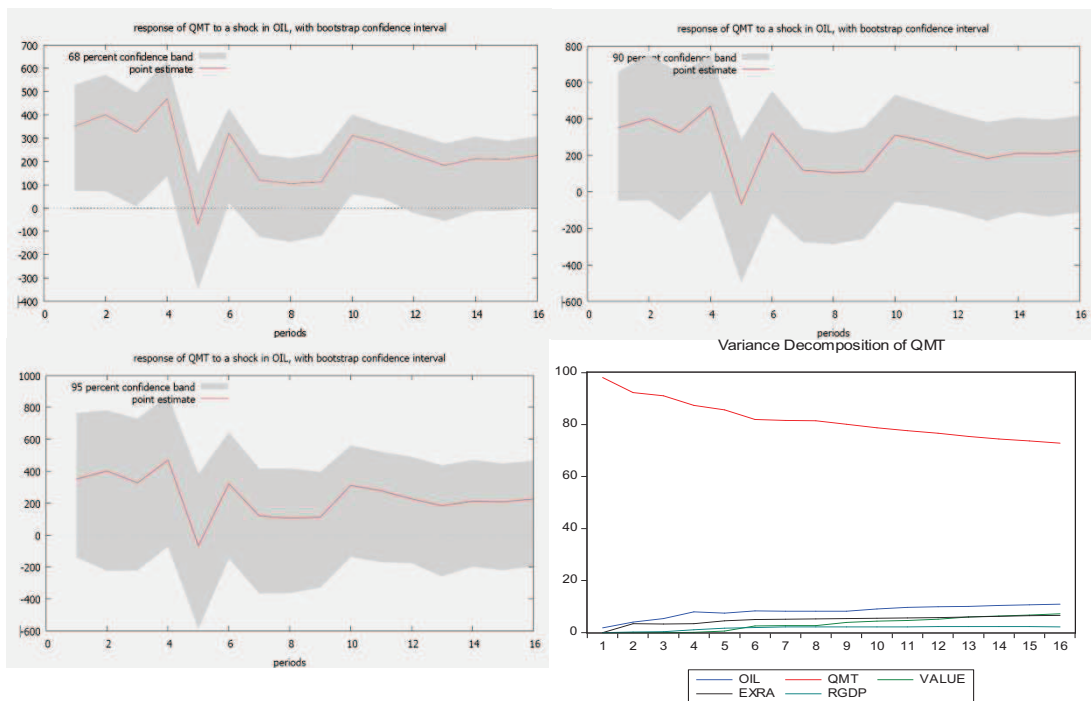 response of QMT to a shock in OIL, with bootstrap confidence interval
700
600
500
400
300
200
100
0
-100
-200
-300
-400
68 percent confidence band
point estimate
0 2 4 6 8 10 12 14 16
periods
response of QMT to a shock in OIL, with bootstrap confidence interval
800
600
400
200
0
-200
-400
-600
90 percent confidence band
point estimate
0 2 4 6 8 10 12 14 16
periods
response of QMT to a shock in OIL, with bootstrap confidence interval
1000
800
600
400
200
0
-200
-400
-600
95 percent confidence band
point estimate
0 2 4 6 8 10 12 14 16
periods
Variance Decomposition of QMT
100
80
60
40
20
0
1 2 3 4 5 6 7 8 9 10 11 12 13 14 15 16
OIL QMT VALUE
EXRA RGDP